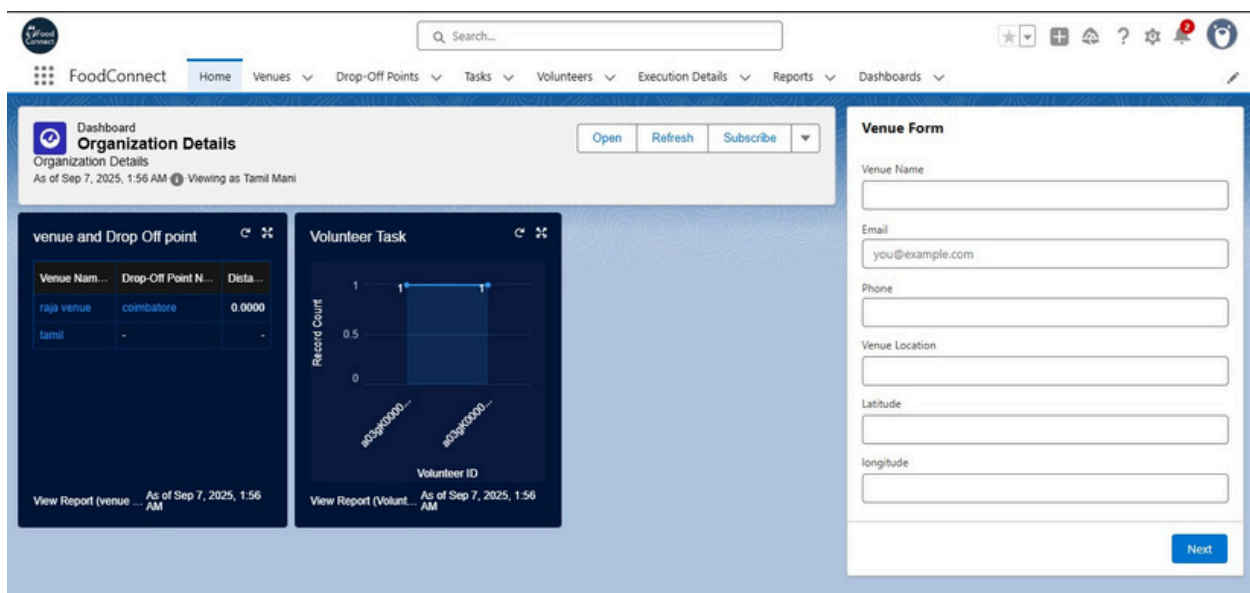 Food
Connect
Search...
2
FoodConnect Home Venues Drop-Off Points Tasks Volunteers Execution Details Reports Dashboards
Dashboard
Organization Details
Organization Details
As of Sep 7, 2025, 1:56 AM Viewing as Tamil Mani
Open Refresh Subscribe
venue and Drop Off point
Venue Nam... Drop-Off Point N... Dista...
raja venue coimbatore 0.0000
tamil - -
View Report (venue ... As of Sep 7, 2025, 1:56 AM
Volunteer Task
Record Count
1
0.5
0
1 1
a03gK0000... a03gK0000...
Volunteer ID
View Report (Volunt... As of Sep 7, 2025, 1:56 AM
Venue Form
Venue Name
Email
you@example.com
Phone
Venue Location
Latitude
longitude
Next